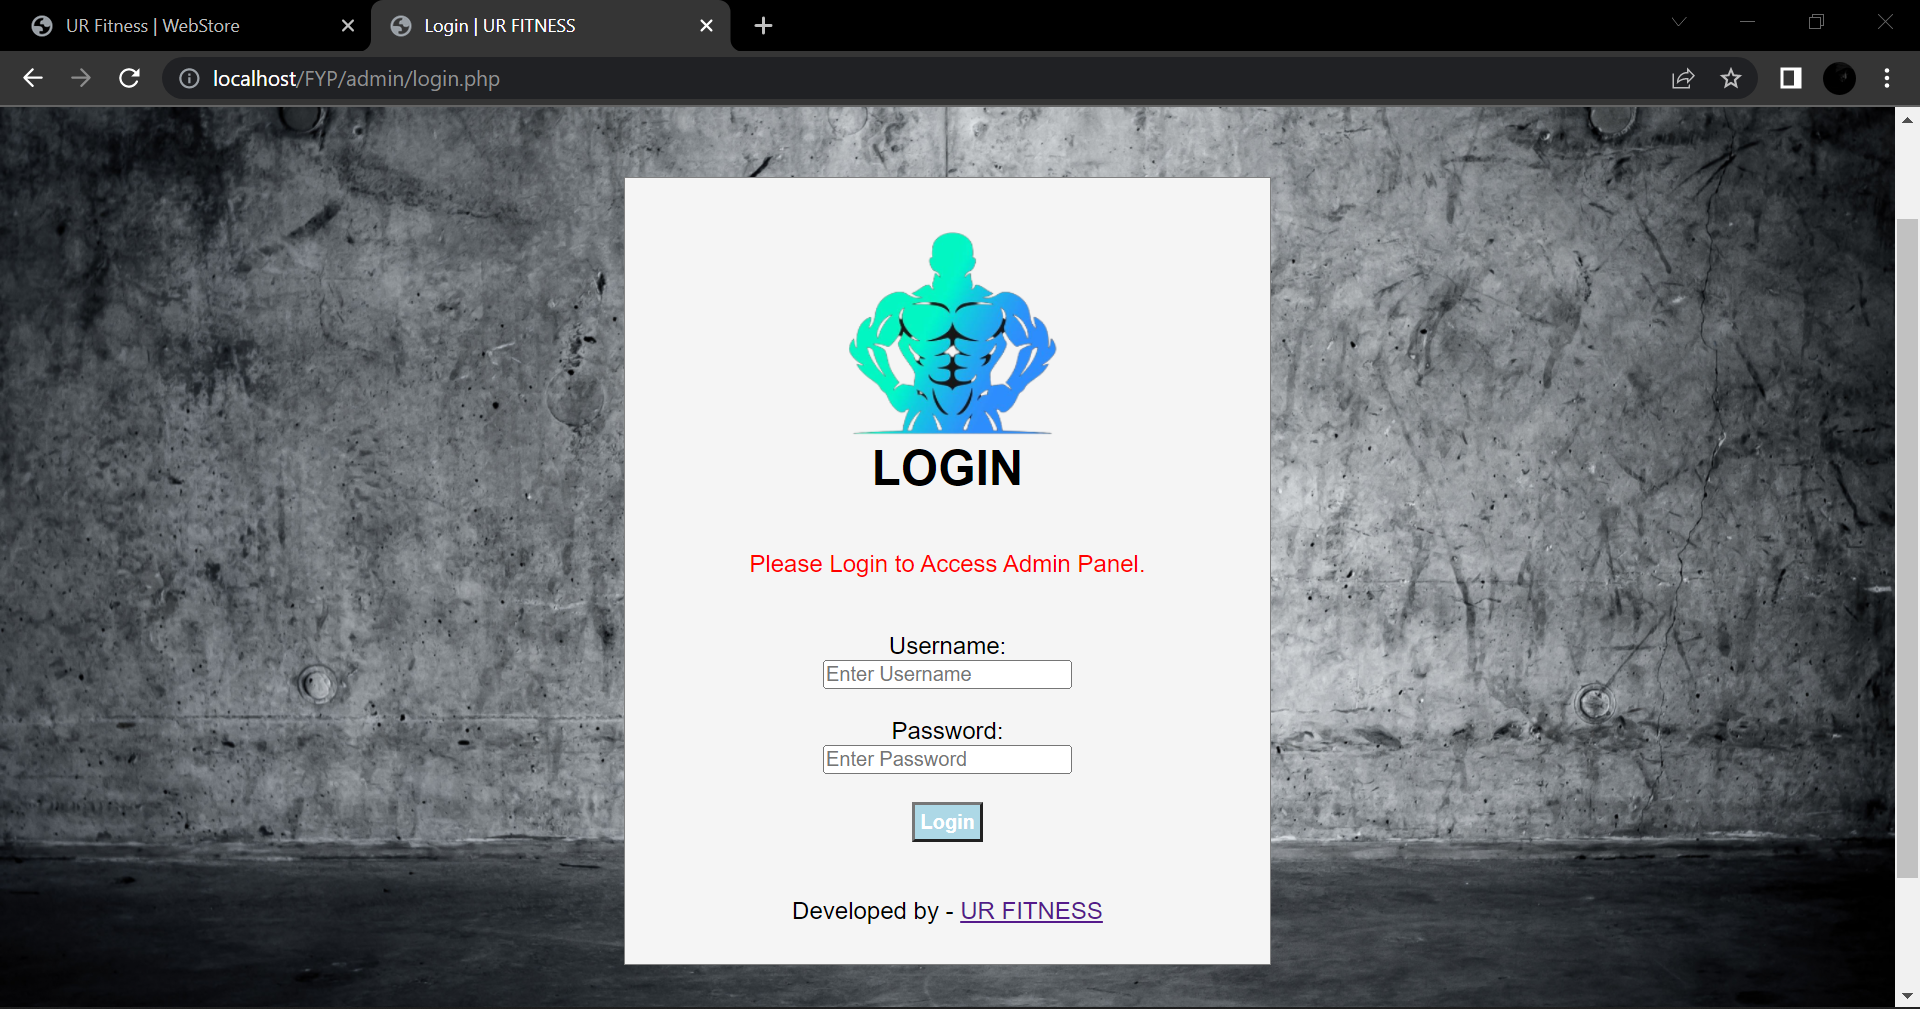 UR Fitness | WebStore
Login | UR FITNESS
localhost/FYP/admin/login.php
LOGIN
Please Login to Access Admin Panel.
Username:
Enter Username
Password:
Enter Password
Login
Developed by - UR FITNESS